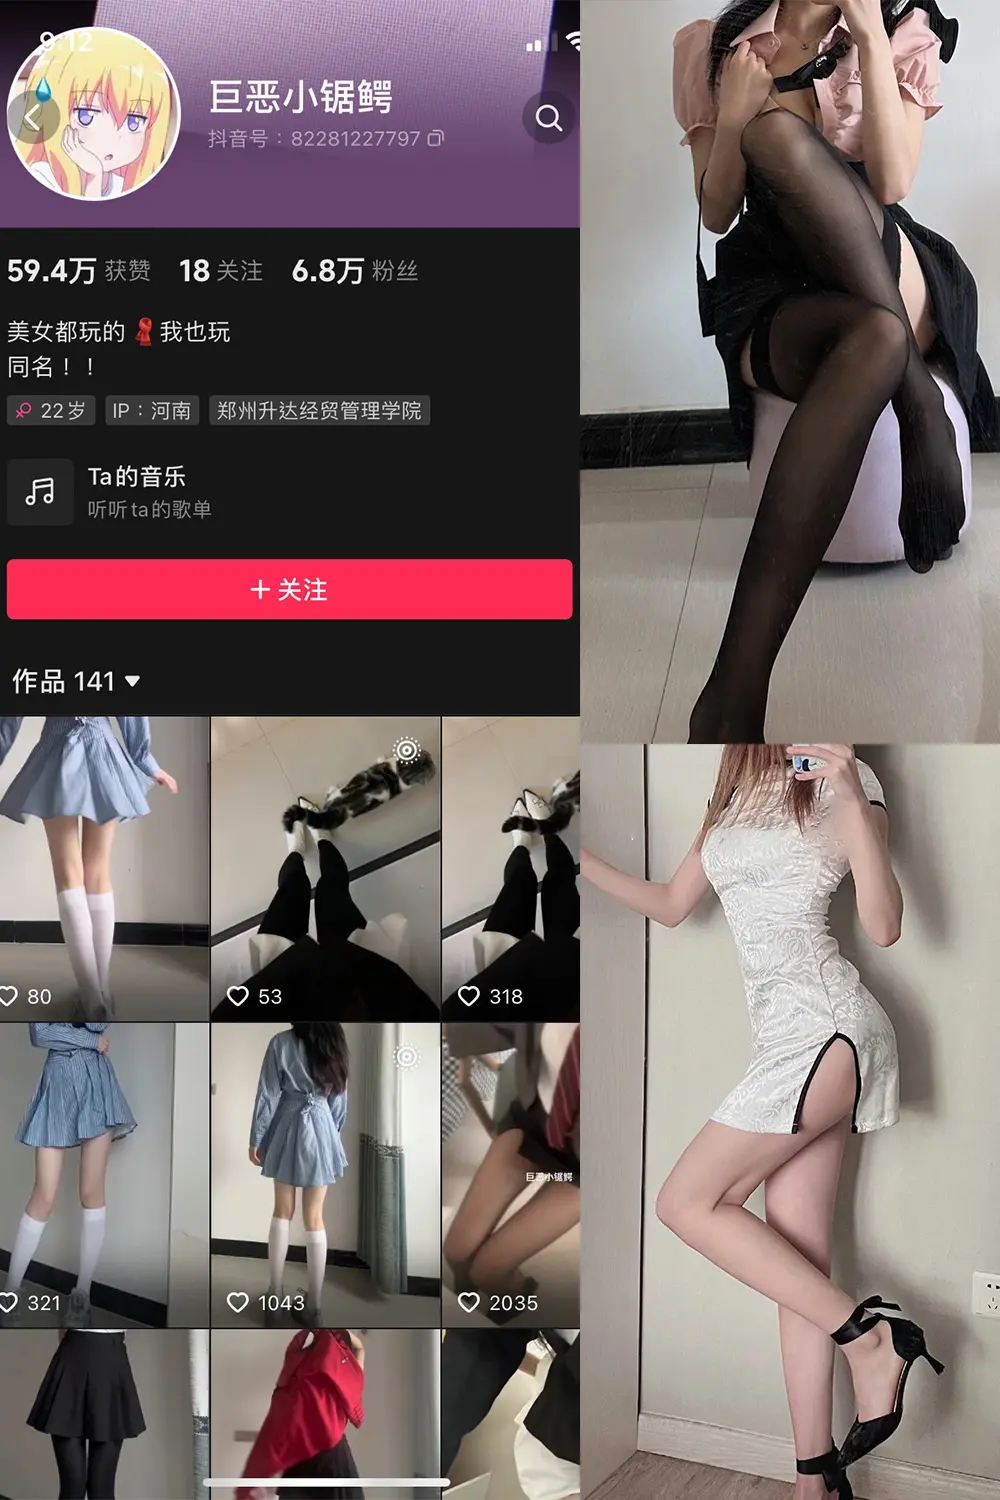 9:12
巨恶小锯鳄
抖音号：82281227797
59.4万 获赞 18 关注 6.8万 粉丝
美女都玩的 我也玩
同名！！
22岁 IP：河南 郑州升达经贸管理学院
Ta的音乐
听听ta的歌单
+ 关注
作品 141
80 53 318
巨恶小锯鳄
321 1043 2035